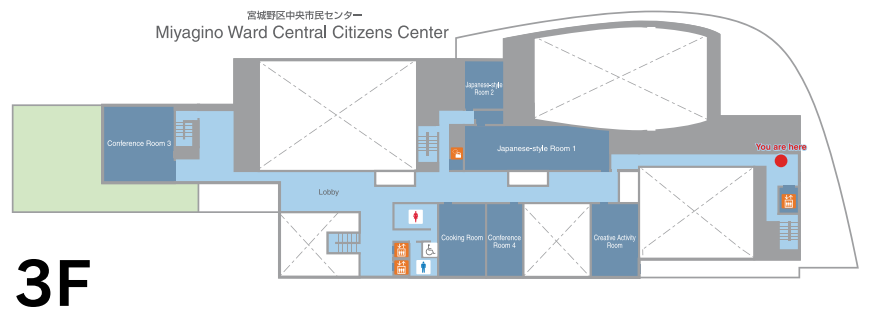 宮城野区中央市民センター
Miyagino Ward Central Citizens Center
Japanese-style
Room 2
Conference Room 3
Japanese-style Room 1
You are here
Lobby
Cooking Room
Conference
Room 4
Creative Activity
Room
3F